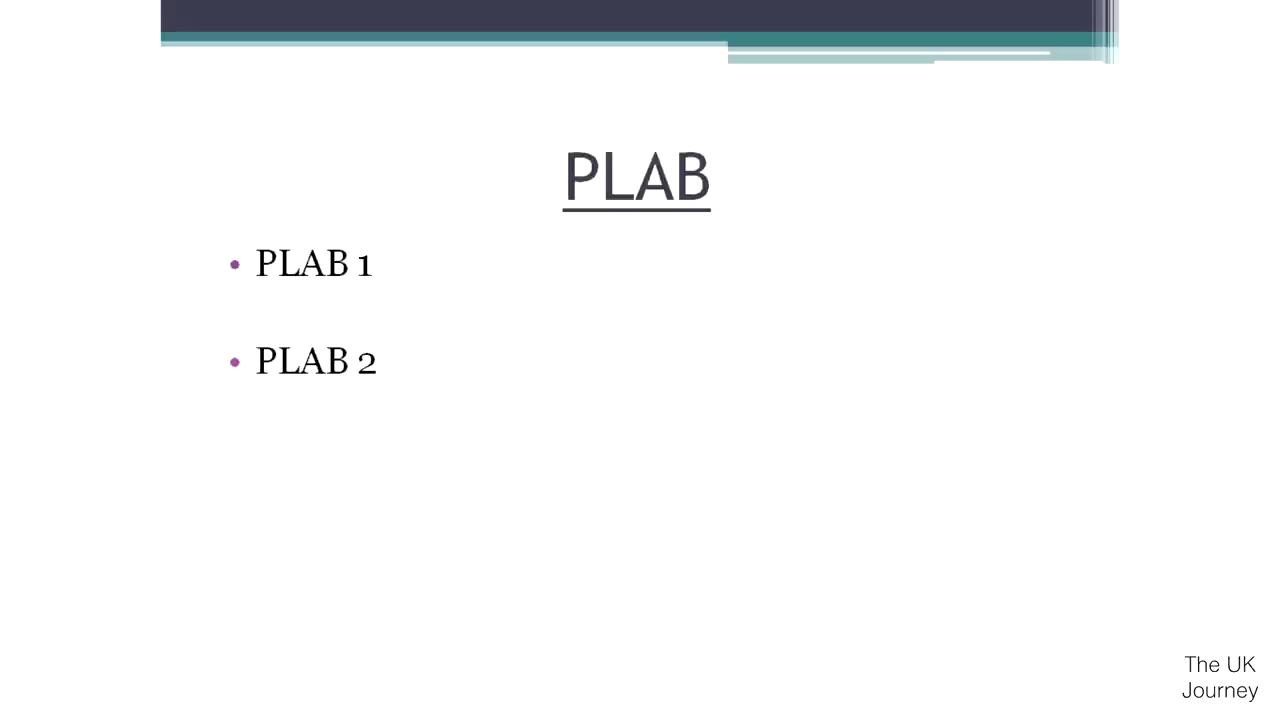 PLAB
• PLAB 1
• PLAB 2
The UK
Journey